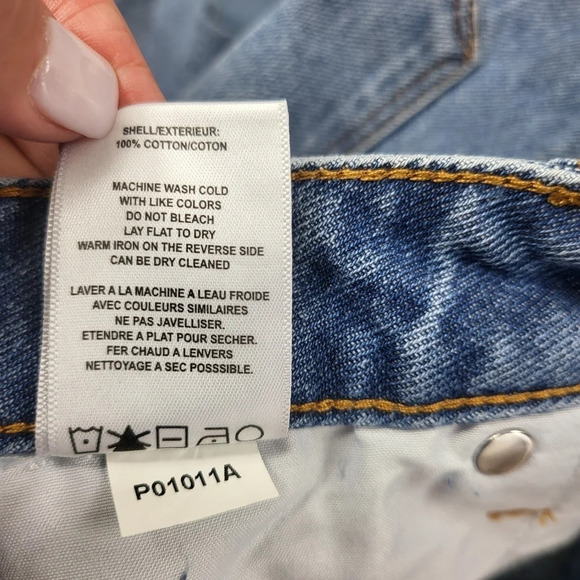 SHELL/EXTERIEUR:
100% COTTON/COTON
MACHINE WASH COLD
WITH LIKE COLORS
DO NOT BLEACH
LAY FLAT TO DRY
WARM IRON ON THE REVERSE SIDE
CAN BE DRY CLEANED
LAVER A LA MACHINE A LEAU FROIDE
AVEC COULEURS SIMILAIRES
NE PAS JAVELLISER.
ETENDRE A PLAT POUR SECHER.
FER CHAUD A LENVERS
NETTOYAGE A SEC POSSSIBLE.
P01011A